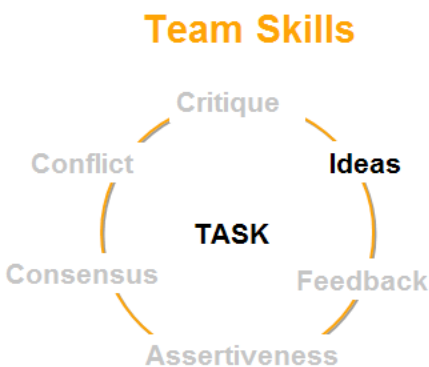 Team Skills
Critique
Conflict
Ideas
TASK
Consensus
Feedback
Assertiveness